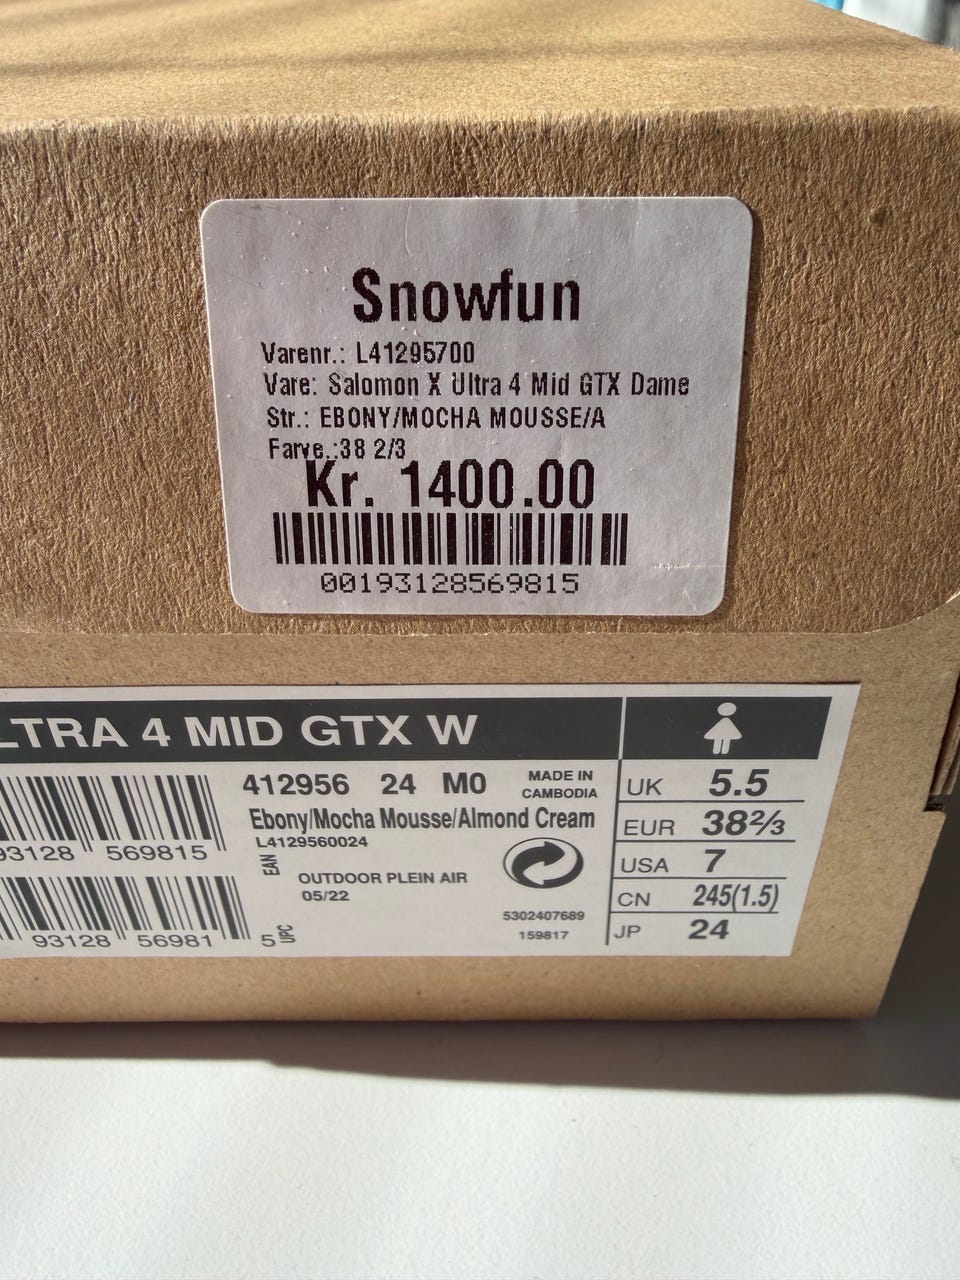 Snowfun
Varenr.: L41295700
Vare: Salomon X Ultra 4 Mid GTX Dame
Str.: EBONY/MOCHA MOUSSE/A
Farve.:38 2/3
Kr. 1400.00
00193128569815
LTRA 4 MID GTX W
412956 24 M0 MADE IN CAMBODIA
Ebony/Mocha Mousse/Almond Cream
L4129560024
93128 569815 EAN
OUTDOOR PLEIN AIR
05/22
93128 56981 5 UPC
5302407689
159817
UK 5.5
EUR 38⅔
USA 7
CN 245(1.5)
JP 24